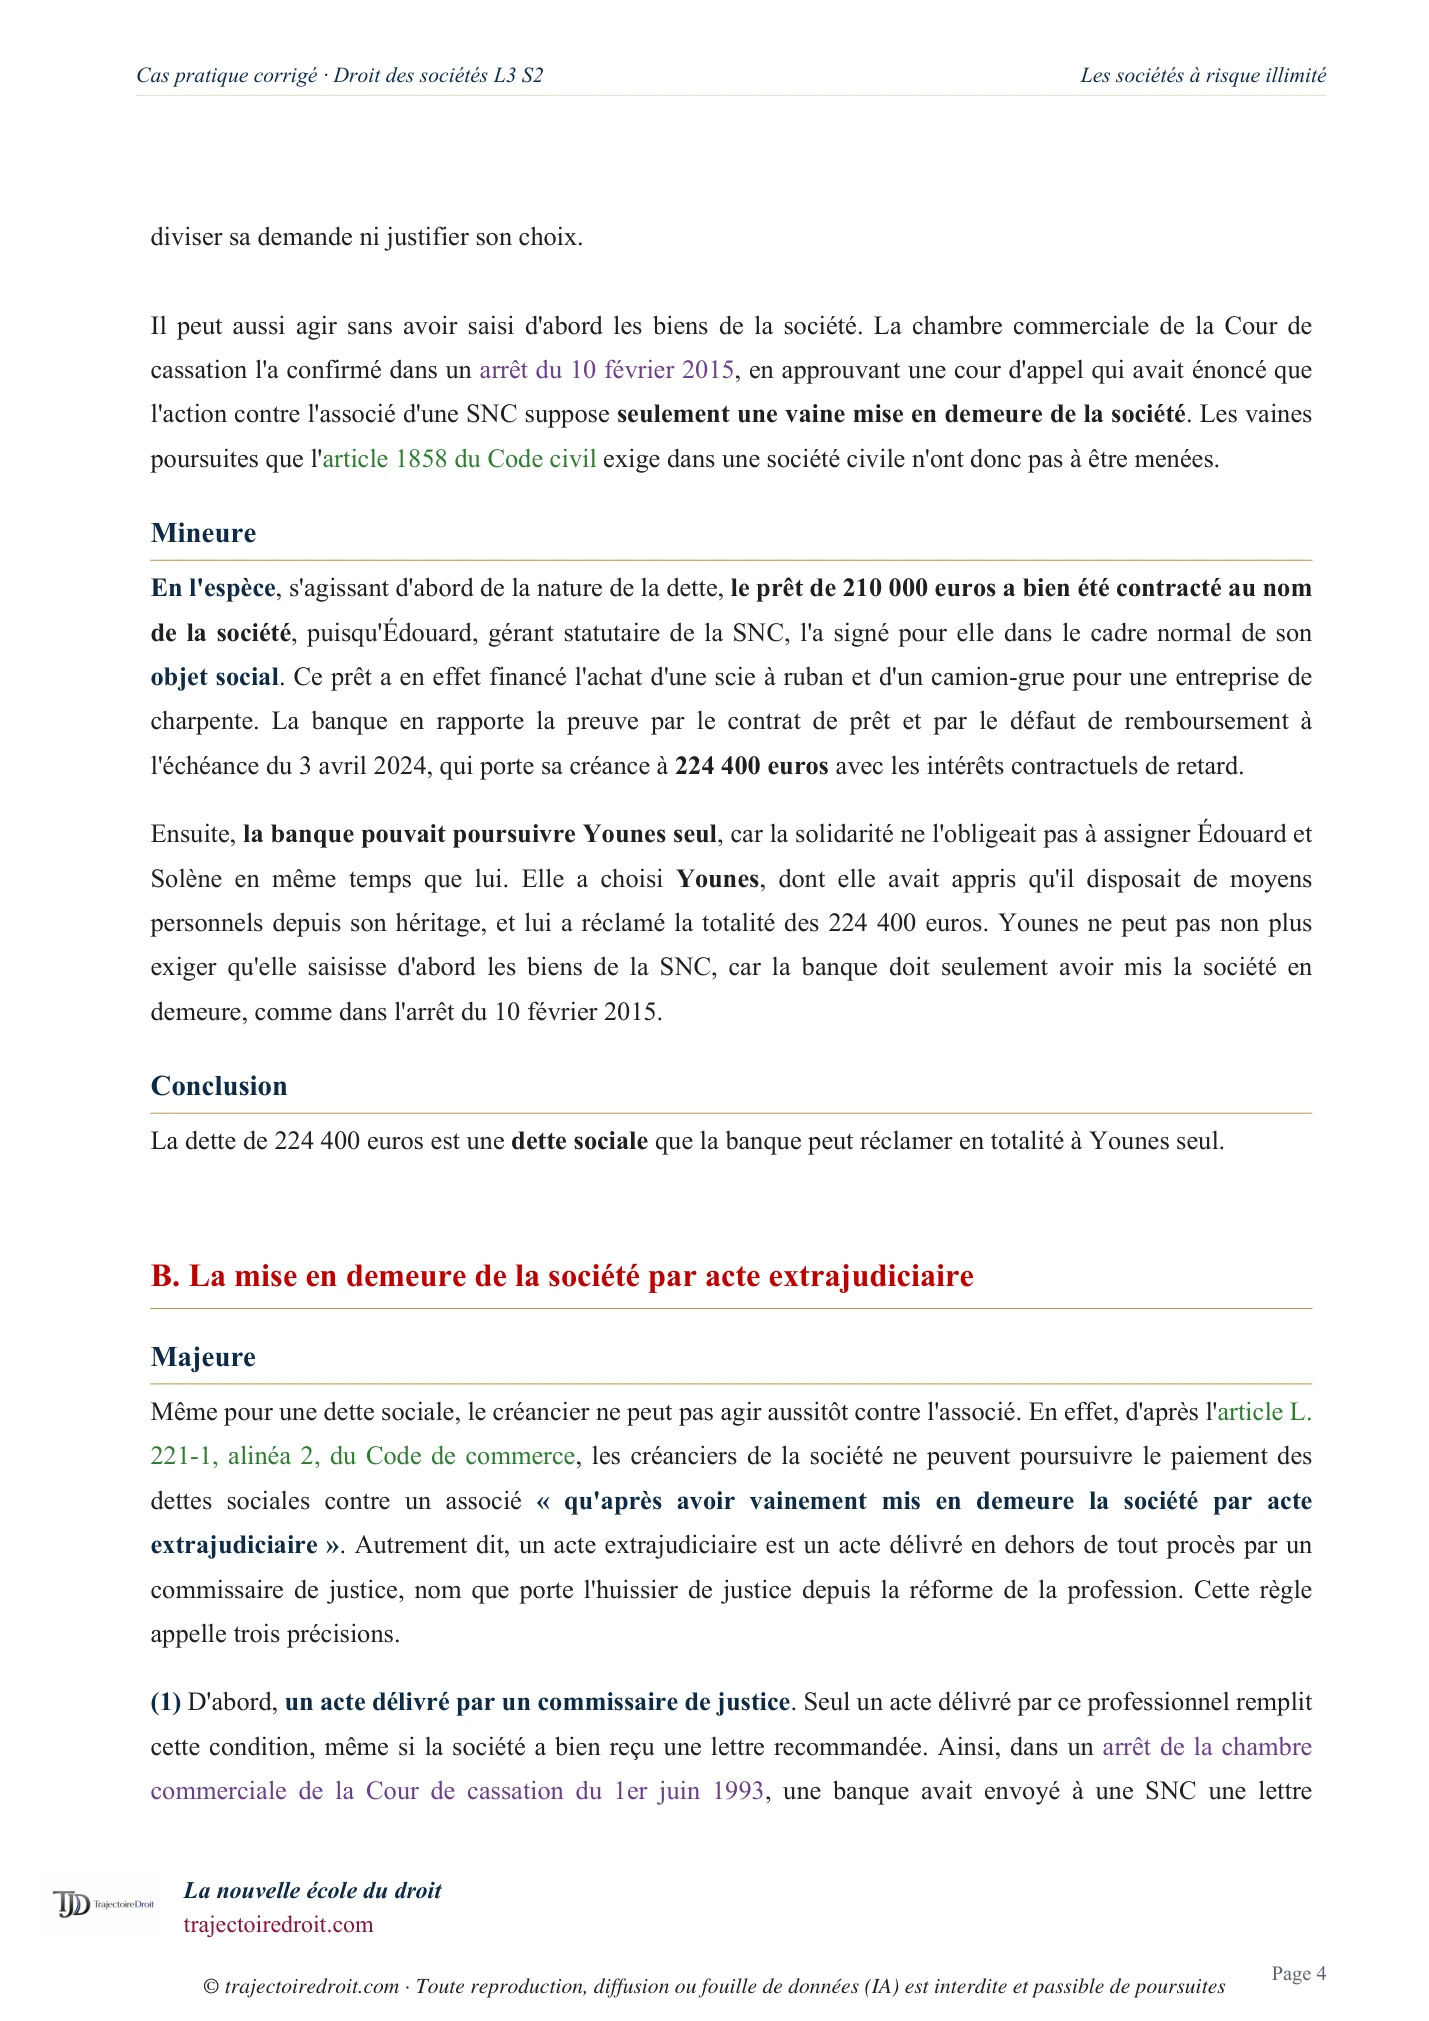 Cas pratique corrigé · Droit des sociétés L3 S2
Les sociétés à risque illimité
diviser sa demande ni justifier son choix.
Il peut aussi agir sans avoir saisi d'abord les biens de la société. La chambre commerciale de la Cour de
cassation l'a confirmé dans un arrêt du 10 février 2015, en approuvant une cour d'appel qui avait énoncé que
l'action contre l'associé d'une SNC suppose seulement une vaine mise en demeure de la société. Les vaines
poursuites que l'article 1858 du Code civil exige dans une société civile n'ont donc pas à être menées.
Mineure
En l'espèce, s'agissant d'abord de la nature de la dette, le prêt de 210 000 euros a bien été contracté au nom
de la société, puisqu'Édouard, gérant statutaire de la SNC, l'a signé pour elle dans le cadre normal de son
objet social. Ce prêt a en effet financé l'achat d'une scie à ruban et d'un camion-grue pour une entreprise de
charpente. La banque en rapporte la preuve par le contrat de prêt et par le défaut de remboursement à
l'échéance du 3 avril 2024, qui porte sa créance à 224 400 euros avec les intérêts contractuels de retard.
Ensuite, la banque pouvait poursuivre Younes seul, car la solidarité ne l'obligeait pas à assigner Édouard et
Solène en même temps que lui. Elle a choisi Younes, dont elle avait appris qu'il disposait de moyens
personnels depuis son héritage, et lui a réclamé la totalité des 224 400 euros. Younes ne peut pas non plus
exiger qu'elle saisisse d'abord les biens de la SNC, car la banque doit seulement avoir mis la société en
demeure, comme dans l'arrêt du 10 février 2015.
Conclusion
La dette de 224 400 euros est une dette sociale que la banque peut réclamer en totalité à Younes seul.
B. La mise en demeure de la société par acte extrajudiciaire
Majeure
Même pour une dette sociale, le créancier ne peut pas agir aussitôt contre l'associé. En effet, d'après l'article L.
221-1, alinéa 2, du Code de commerce, les créanciers de la société ne peuvent poursuivre le paiement des
dettes sociales contre un associé « qu'après avoir vainement mis en demeure la société par acte
extrajudiciaire ». Autrement dit, un acte extrajudiciaire est un acte délivré en dehors de tout procès par un
commissaire de justice, nom que porte l'huissier de justice depuis la réforme de la profession. Cette règle
appelle trois précisions.
(1) D'abord, un acte délivré par un commissaire de justice. Seul un acte délivré par ce professionnel remplit
cette condition, même si la société a bien reçu une lettre recommandée. Ainsi, dans un arrêt de la chambre
commerciale de la Cour de cassation du 1er juin 1993, une banque avait envoyé à une SNC une lettre
TJD TrajectoireDroit
La nouvelle école du droit
trajectoiredroit.com
© trajectoiredroit.com · Toute reproduction, diffusion ou fouille de données (IA) est interdite et passible de poursuites
Page 4